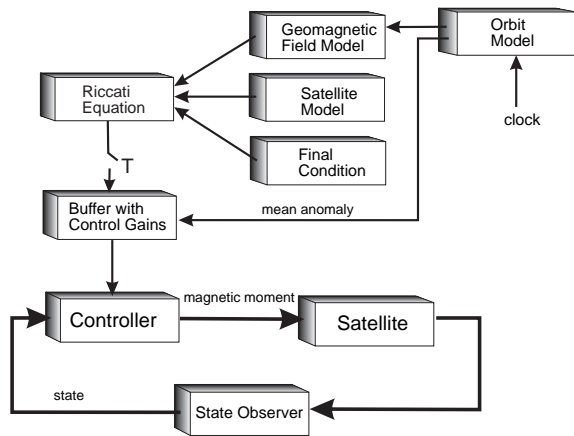 Geomagnetic
Field Model
Orbit
Model
Riccati
Equation
Satellite
Model
clock
Final
Condition
T
Buffer with
Control Gains
mean anomaly
magnetic moment
Controller
Satellite
state
State Observer